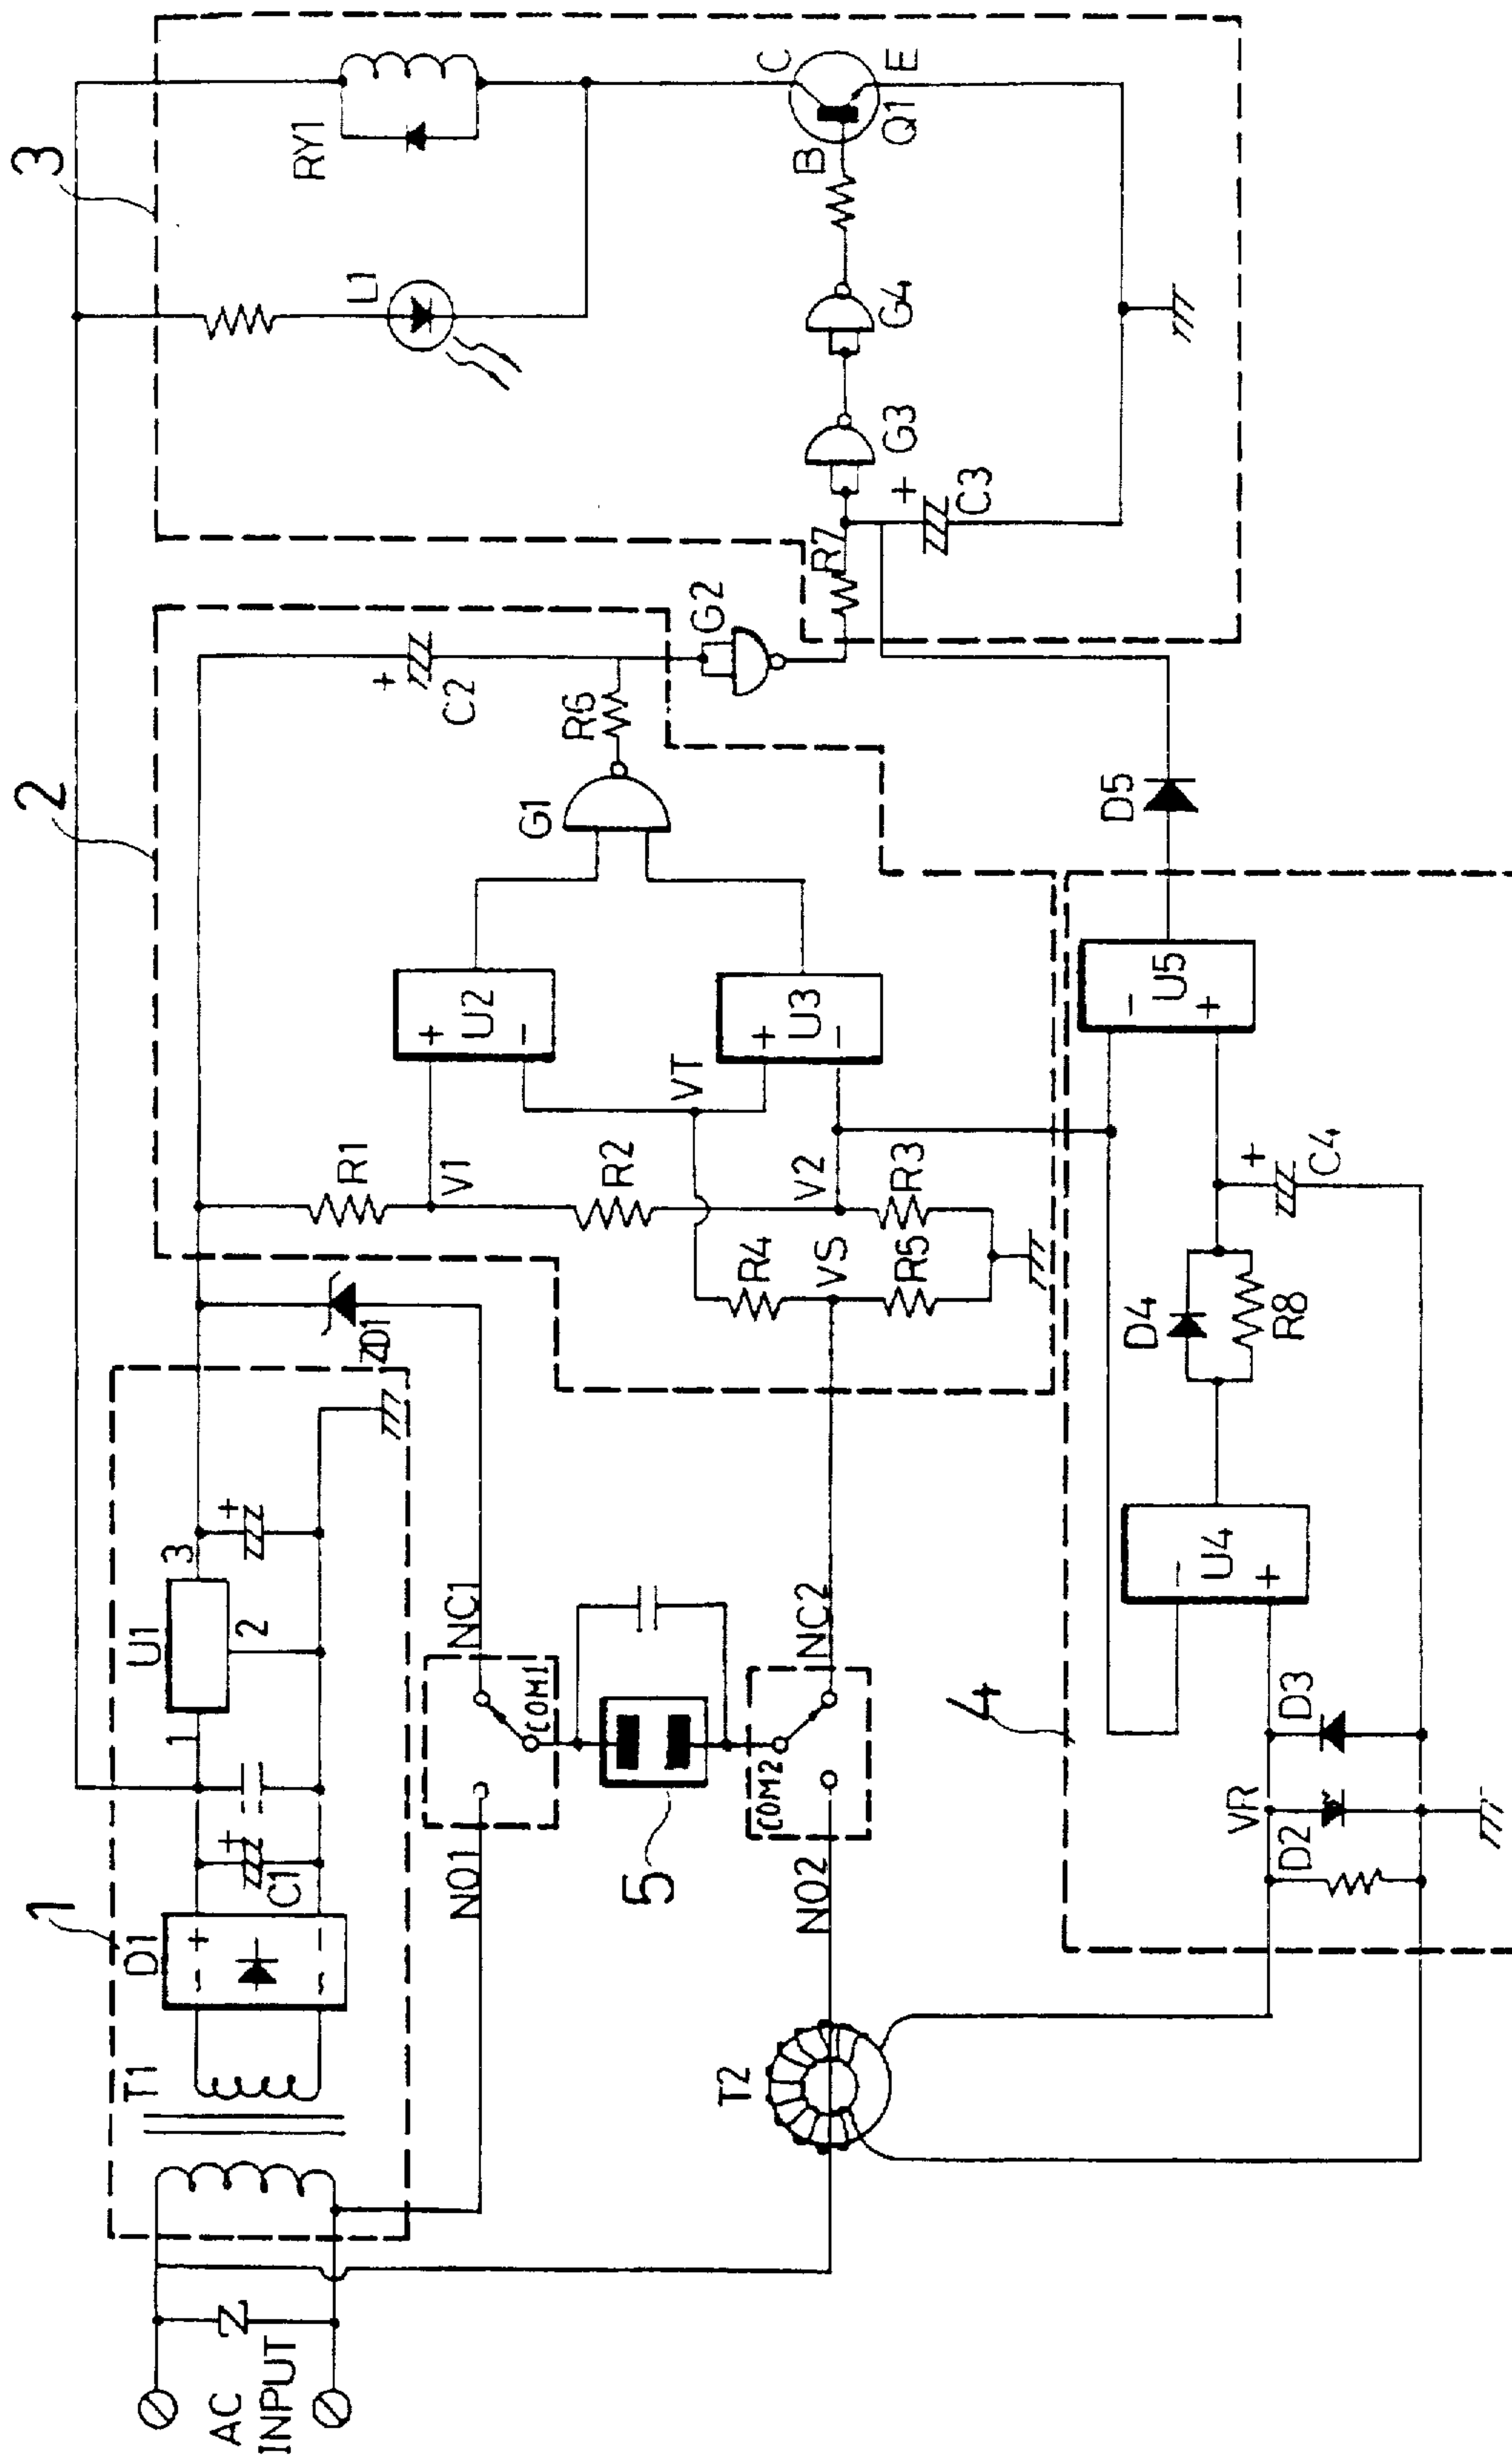 1
2
3
T1
D1
- +
- -
C1
+
1
U1
2
3
+
AC
INPUT
NO1
NC1
COM1
5
COM2
NO2
NC2
T2
ZD1
R1
V1
R2
V2
R3
R4
VS
R5
VT
+
U2
-
+
U3
-
G1
R6
+
C2
G2
R7
+
C3
G3
G4
L1
RY1
B
C
E
Q1
4
VR
D2
D3
-
U4
+
D4
R8
+
C4
-
U5
+
D5